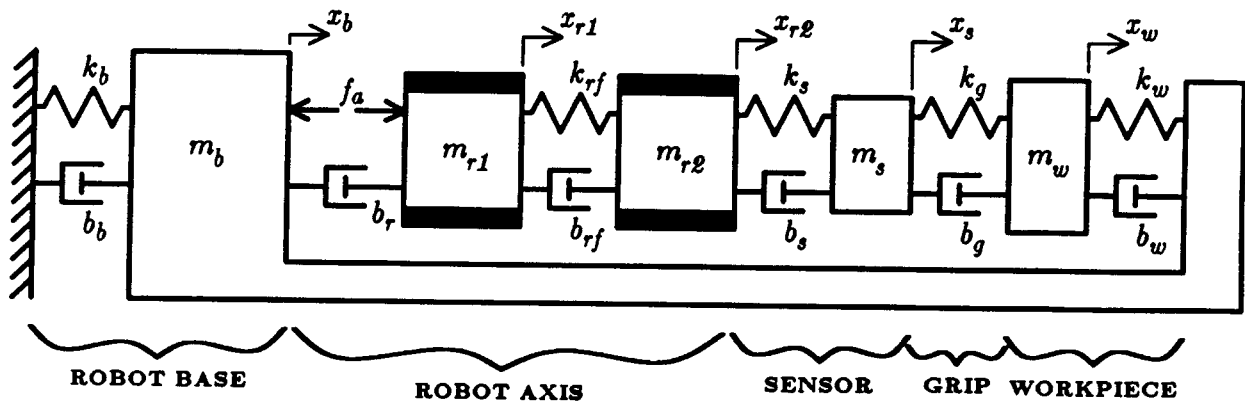 x_b
x_r1
x_r2
x_s
x_w
k_b
f_a
k_rf
k_s
k_g
k_w
m_b
m_r1
m_r2
m_s
m_w
b_b
b_r
b_rf
b_s
b_g
b_w
ROBOT BASE
ROBOT AXIS
SENSOR
GRIP
WORKPIECE